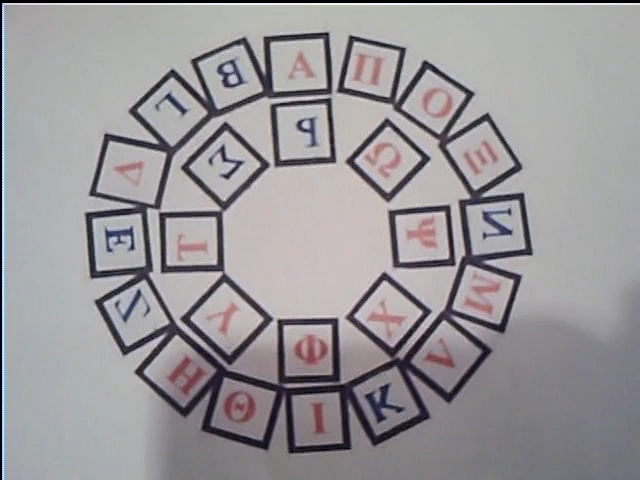 Α Β Γ Δ Ε Ζ Η Θ Ι Κ Λ Μ Ν Ξ Ο Π
Ρ Σ Τ Υ Φ Χ Ψ Ω